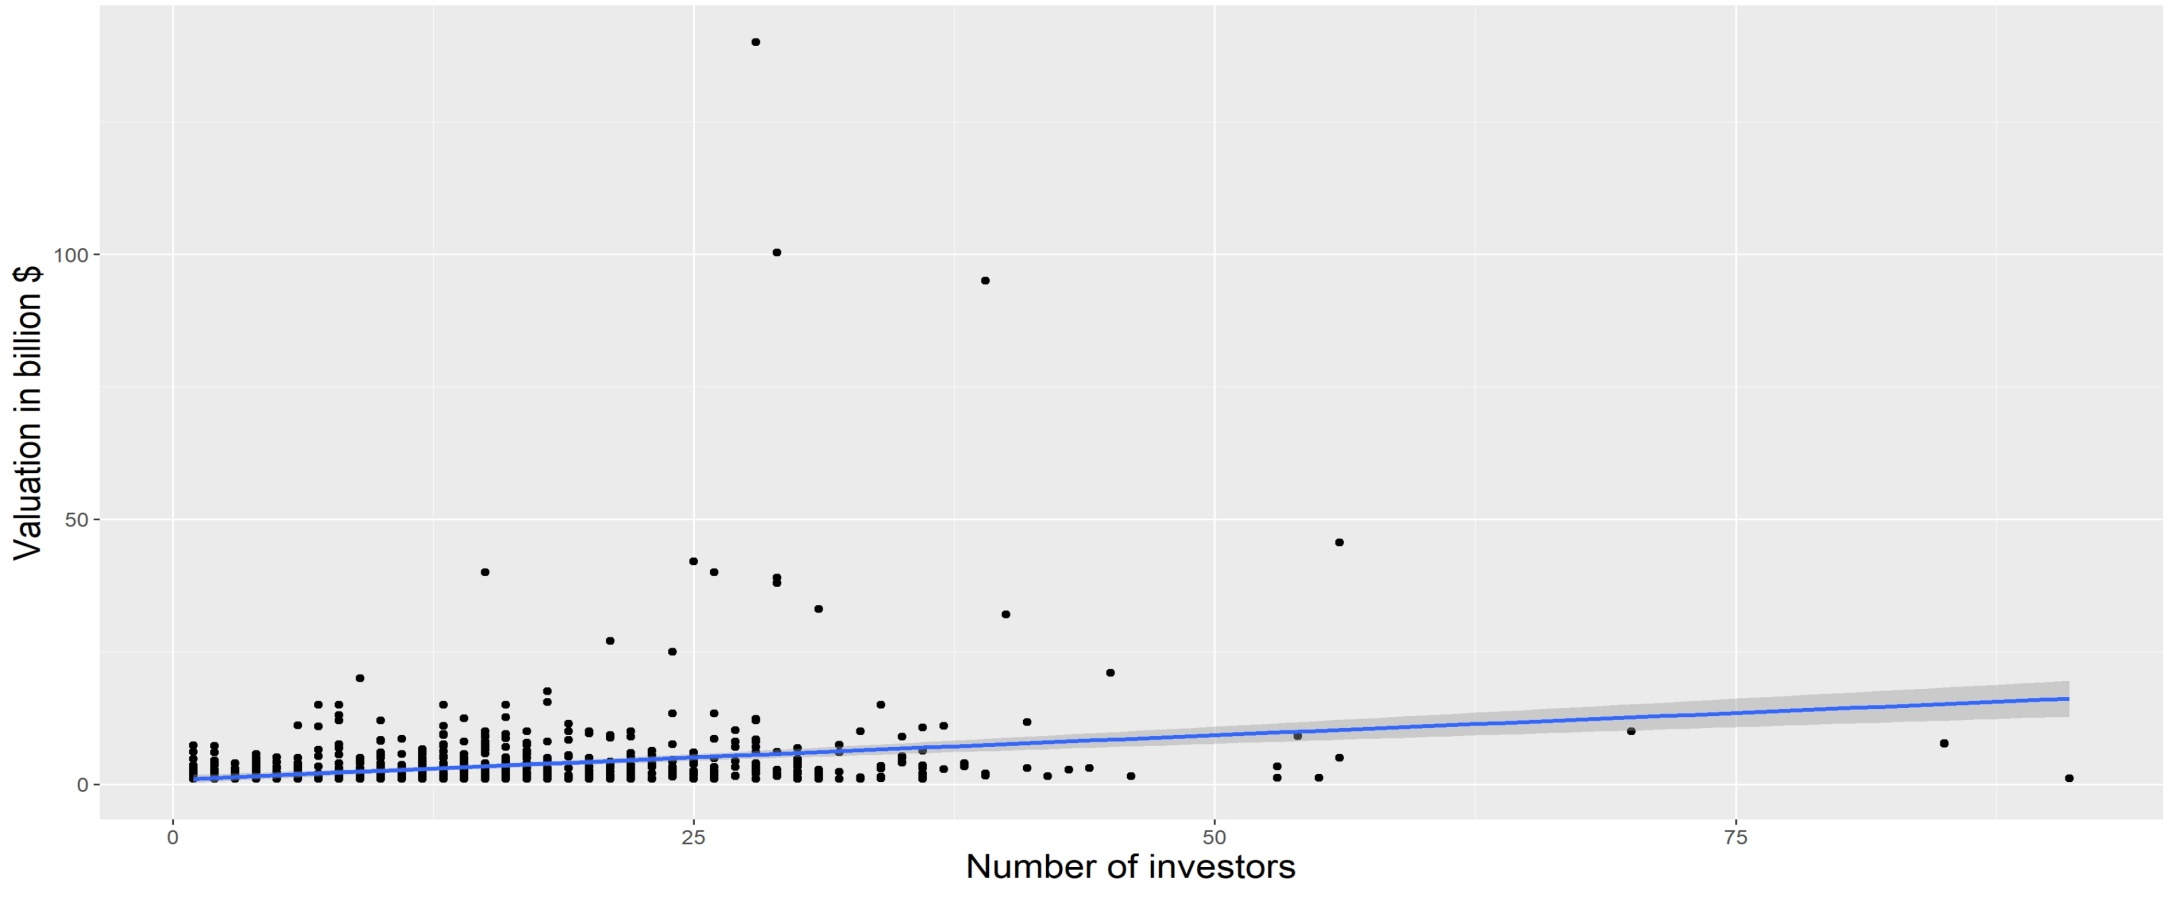 Valuation in billion $
100
50
0
0 25 50 75
Number of investors